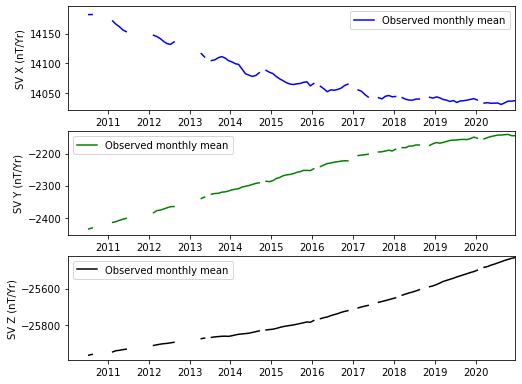 SV X (nT/Yr)
14150
14100
14050
Observed monthly mean
2011 2012 2013 2014 2015 2016 2017 2018 2019 2020
SV Y (nT/Yr)
−2200
−2300
−2400
Observed monthly mean
2011 2012 2013 2014 2015 2016 2017 2018 2019 2020
SV Z (nT/Yr)
−25600
−25800
Observed monthly mean
2011 2012 2013 2014 2015 2016 2017 2018 2019 2020